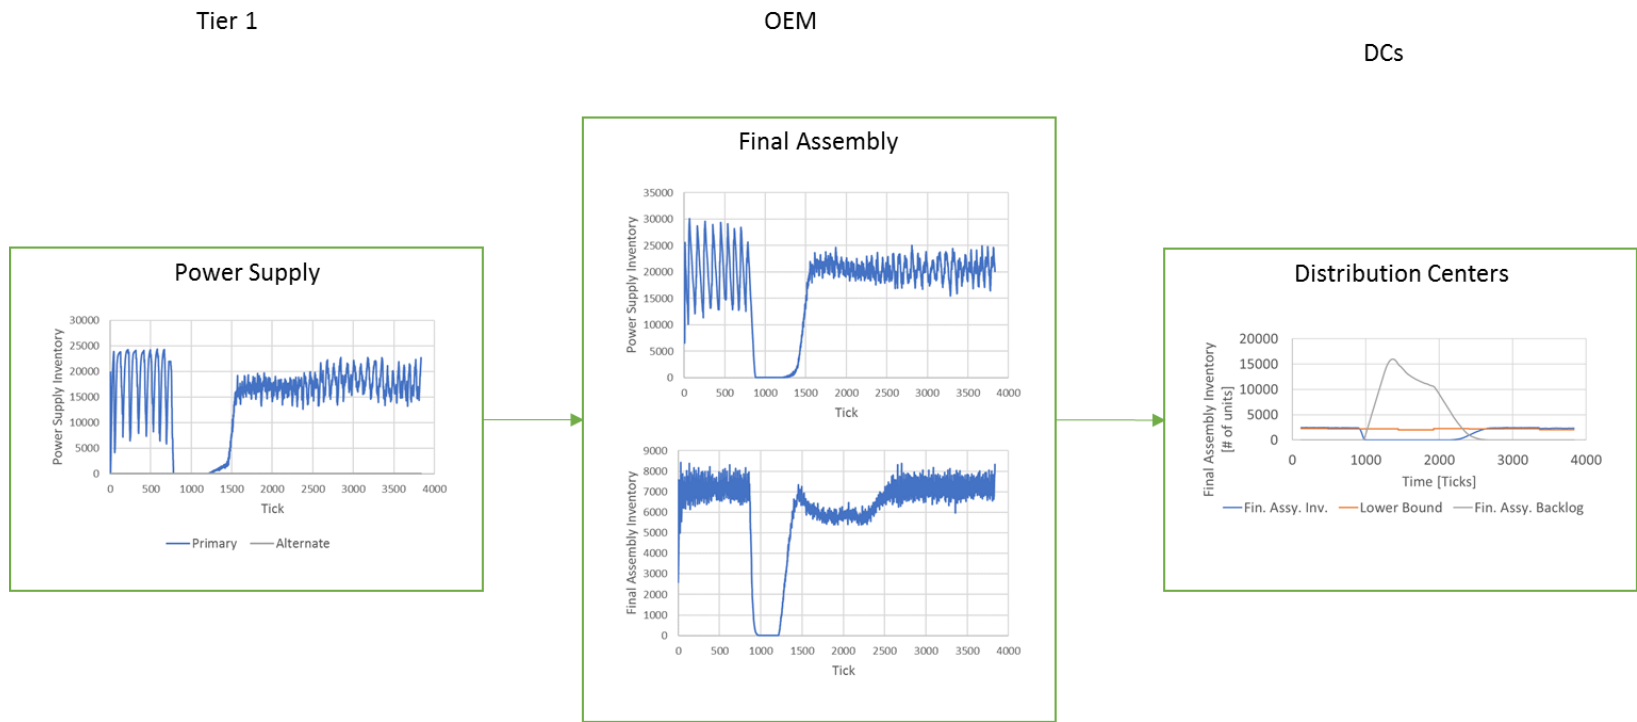 Tier 1
OEM
DCs
Power Supply
Power Supply Inventory
30000
25000
20000
15000
10000
5000
0
0 500 1000 1500 2000 2500 3000 3500 4000
Tick
Primary Alternate
Final Assembly
Power Supply Inventory
35000
30000
25000
20000
15000
10000
5000
0
0 500 1000 1500 2000 2500 3000 3500 4000
Tick
Final Assembly Inventory
9000
8000
7000
6000
5000
4000
3000
2000
1000
0
0 500 1000 1500 2000 2500 3000 3500 4000
Tick
Distribution Centers
Final Assembly Inventory
[# of units]
20000
15000
10000
5000
0
0 1000 2000 3000 4000
Time [Ticks]
Fin. Assy. Inv. Lower Bound Fin. Assy. Backlog